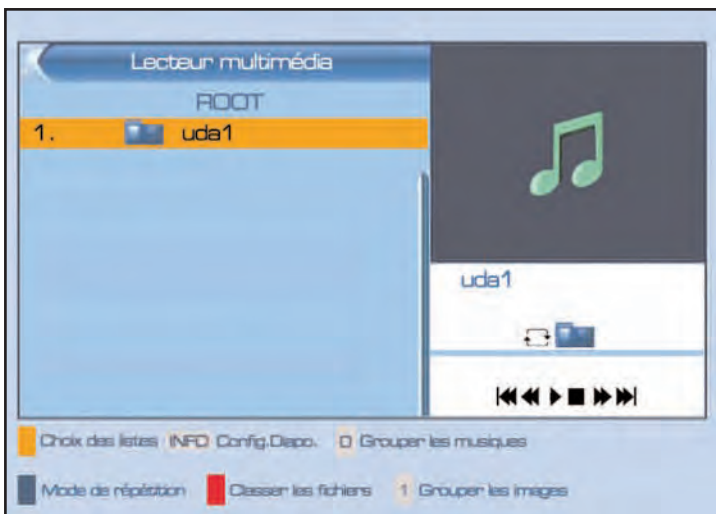 Lecteur multimédia
ROOT
1. uda1
uda1
Choix des listes INFO Config.Diapo. 0 Grouper les musiques
Mode de répétition Classer les fichiers 1 Grouper les images